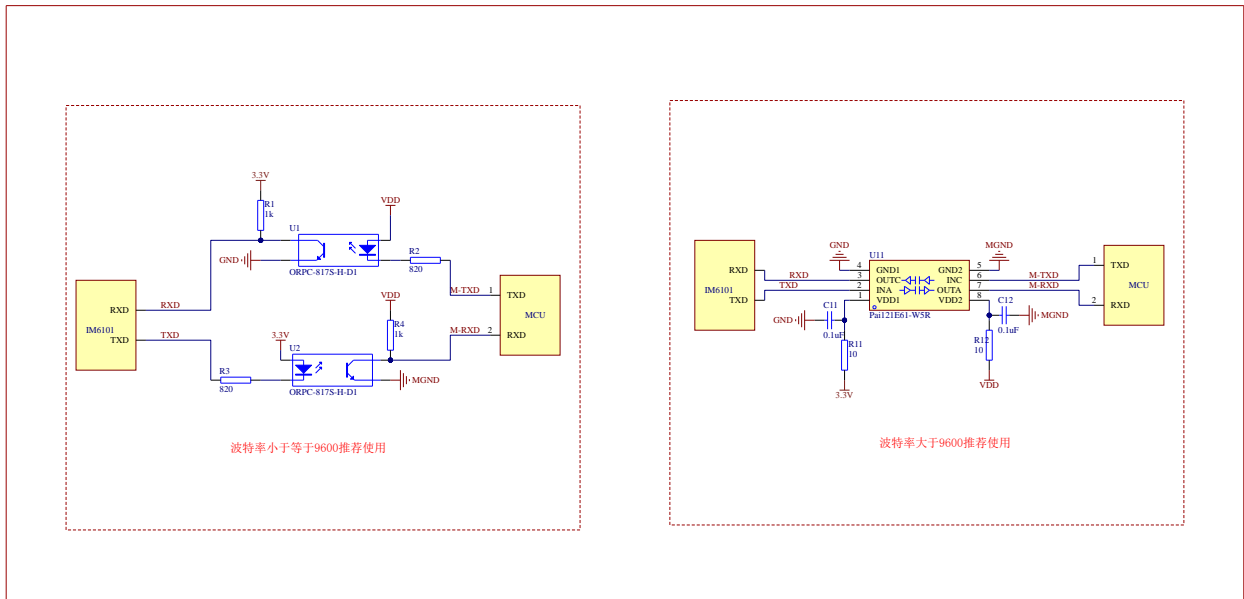 3.3V
R1
1k
VDD
U1
GND
ORPC-817S-H-D1
R2
820
RXD
IM6101
TXD
RXD
TXD
M-TXD
1
TXD
MCU
M-RXD
2
RXD
VDD
R4
1k
3.3V
U2
R3
820
ORPC-817S-H-D1
MGND
波特率小于等于9600推荐使用
RXD
IM6101
TXD
RXD
TXD
GND
U11
MGND
4
GND1
GND2
5
3
OUTC
INC
6
2
INA
OUTA
7
1
VDD1
VDD2
8
Pai121E61-W5R
C11
0.1uF
GND
R11
10
3.3V
C12
0.1uF
MGND
R12
10
VDD
M-TXD
1
TXD
MCU
M-RXD
2
RXD
波特率大于9600推荐使用